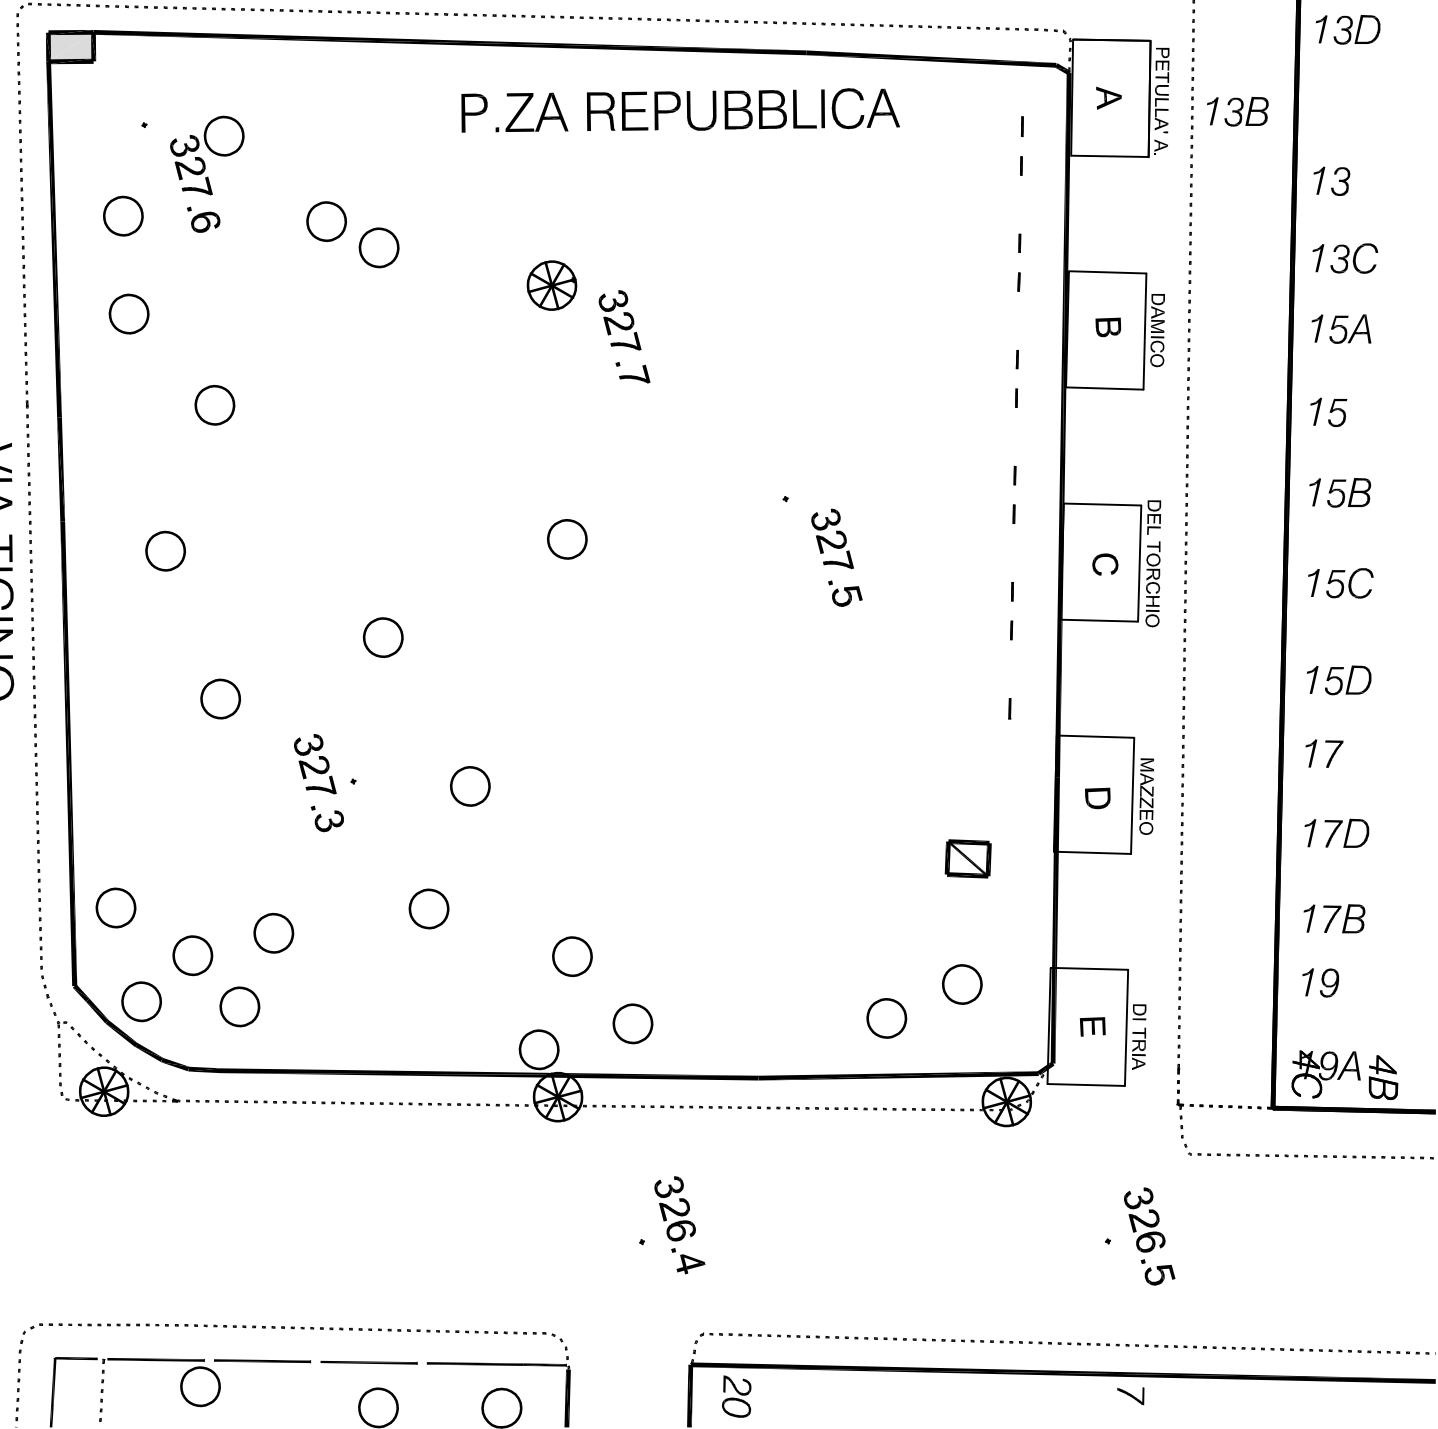 13D
P.ZA REPUBBLICA
A
PETULLA' A.
13B
327.6
13
13C
327.7
B
DAMICO
15A
15
VIA TICINO
15B
327.5
C
DEL TORCHIO
15C
15D
327.3
17
D
MAZZEO
17D
17B
19
E
DI TRIA
19A
4C
4B
326.4
326.5
20
7